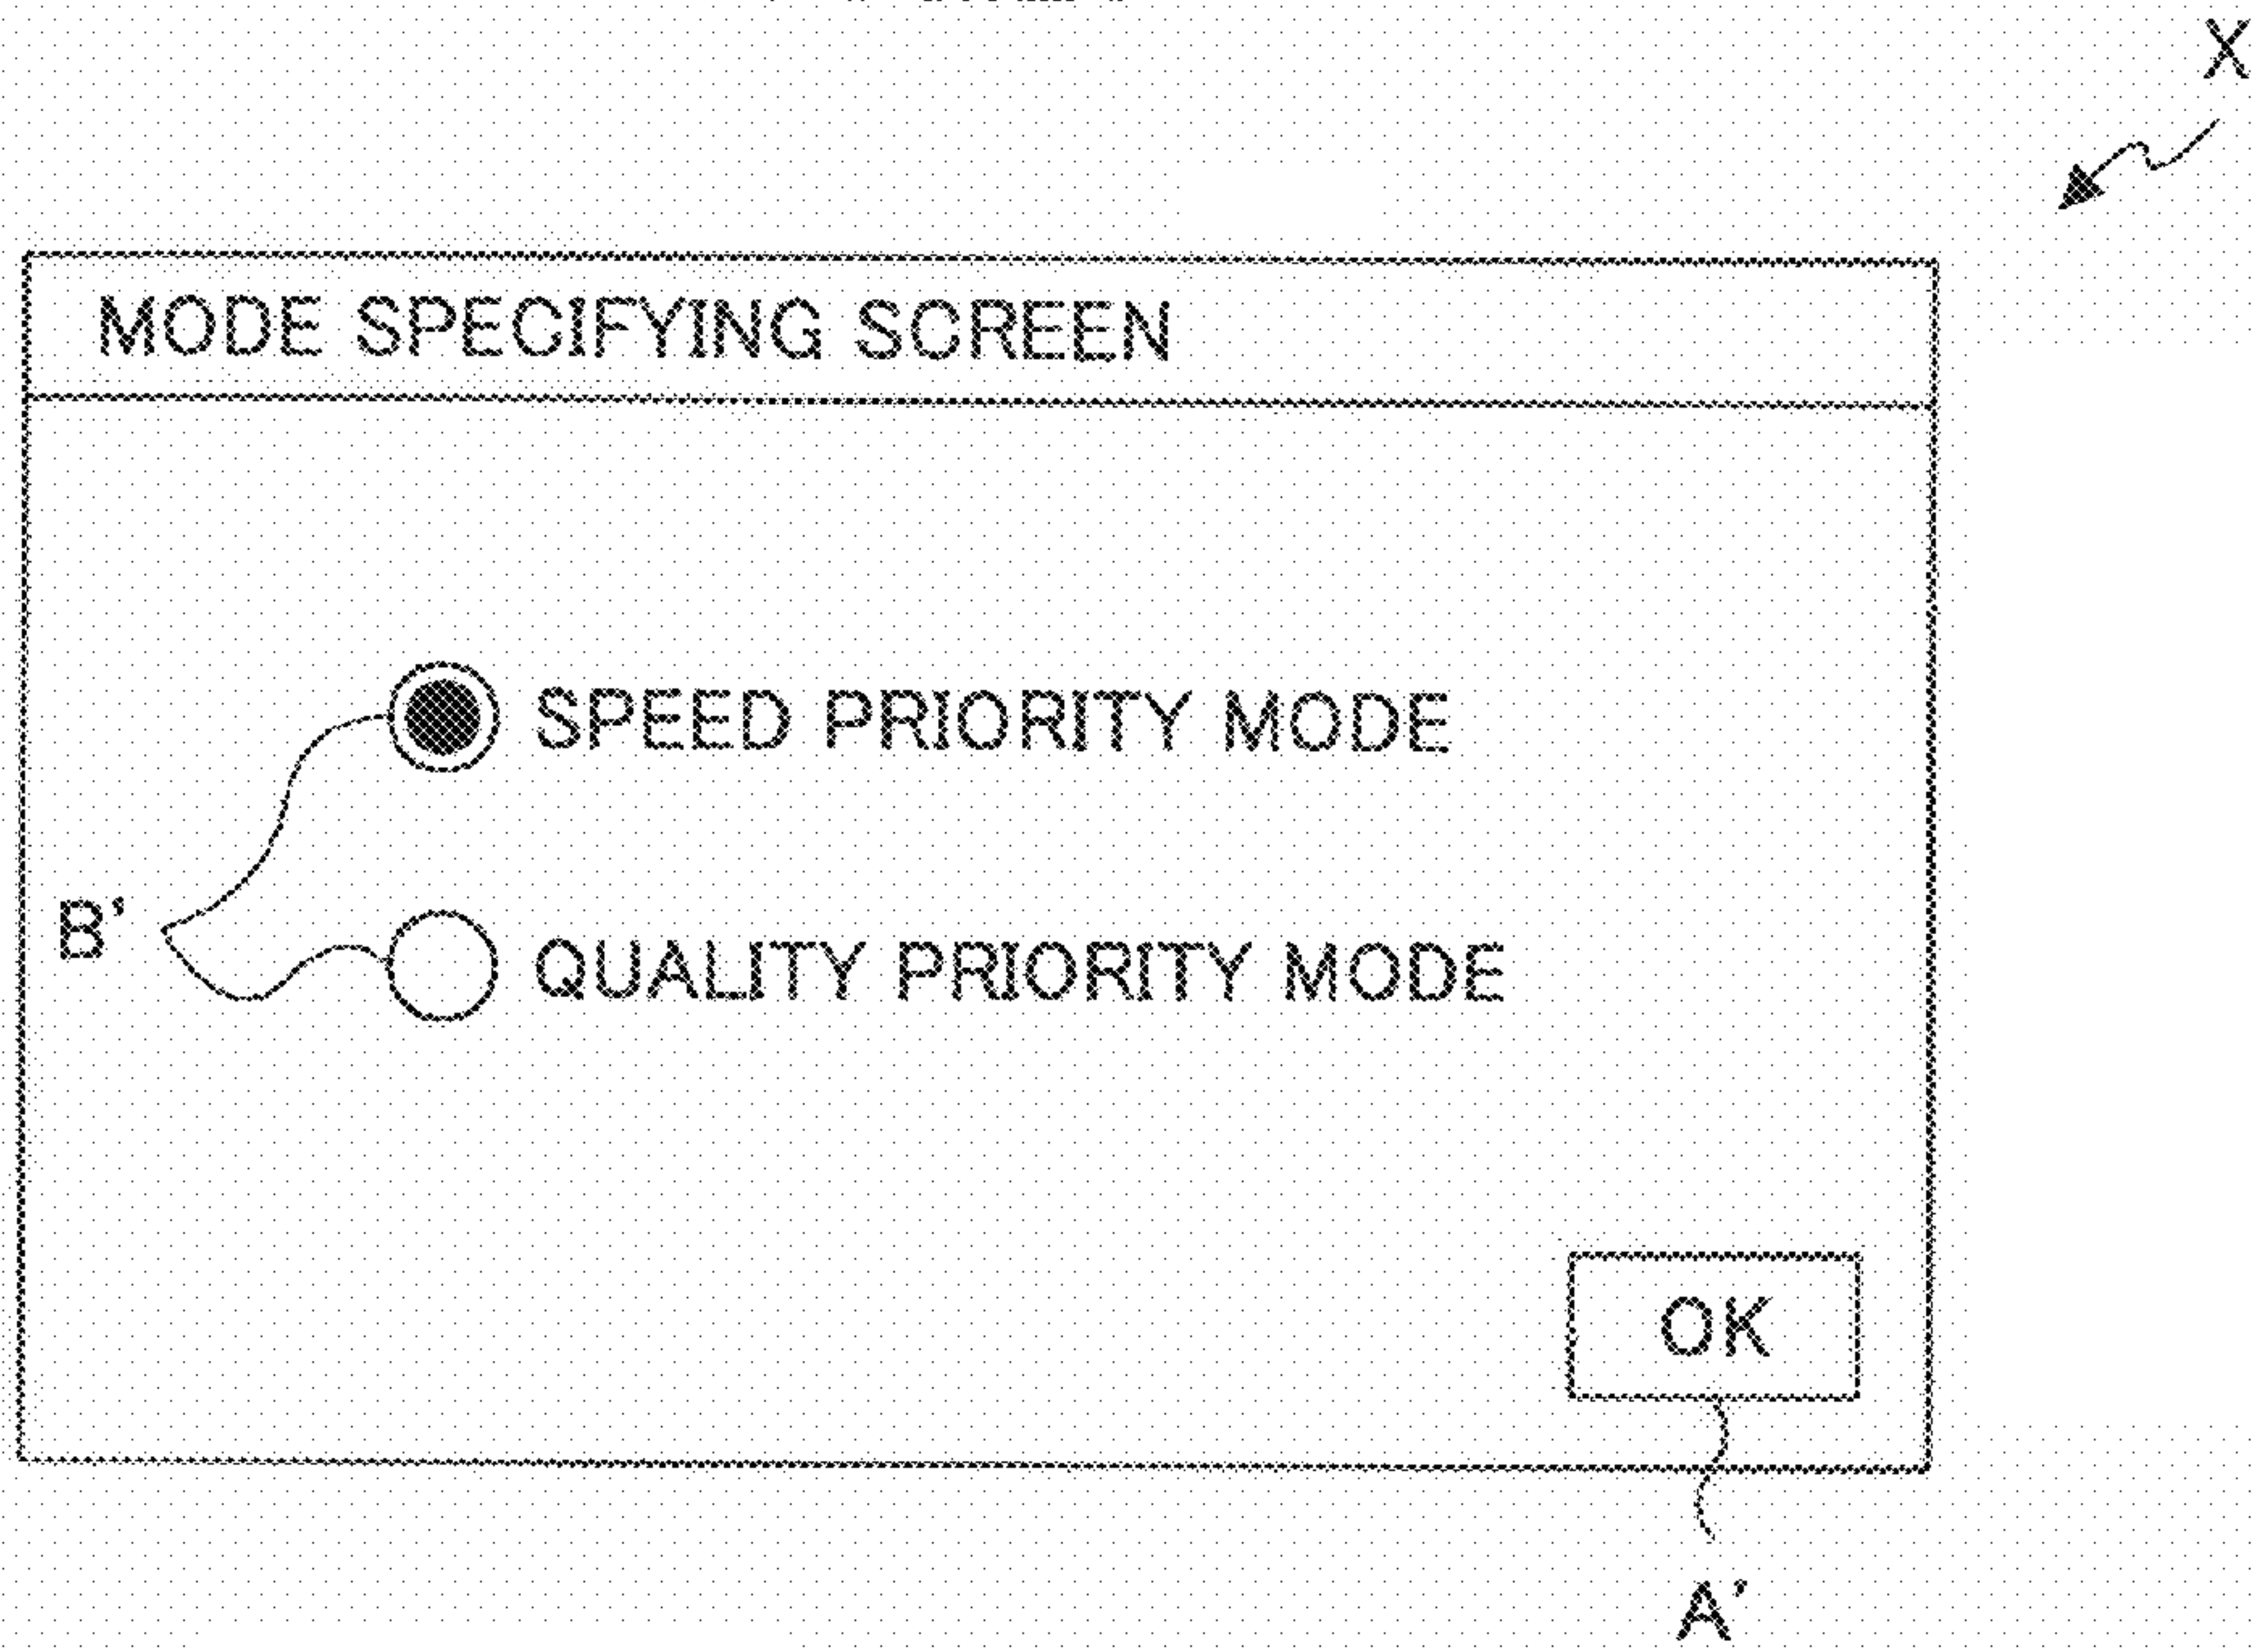 X
MODE SPECIFYING SCREEN
SPEED PRIORITY MODE
B'
QUALITY PRIORITY MODE
OK
A'